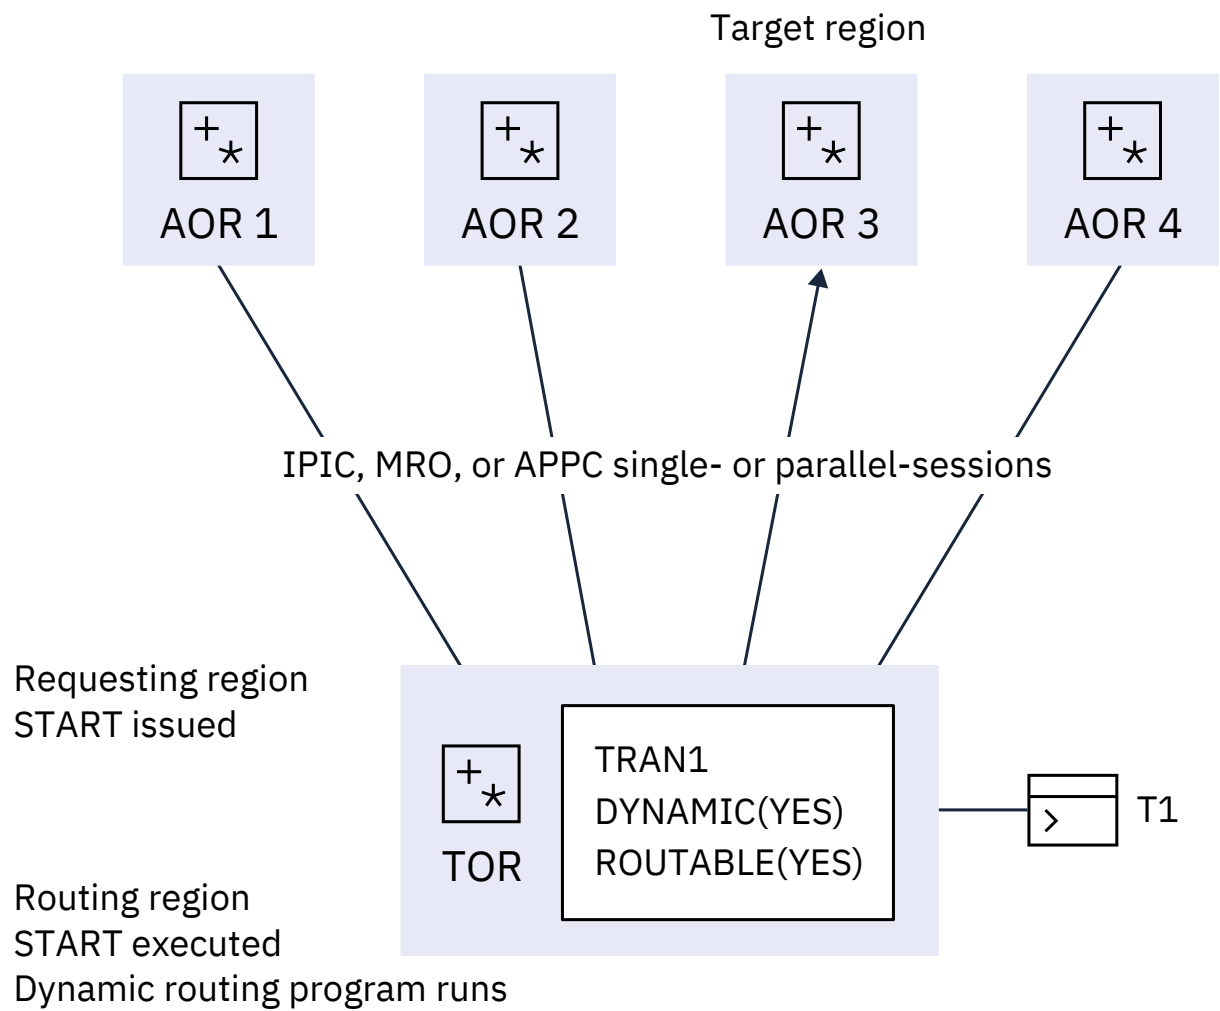 Target region
AOR 1
AOR 2
AOR 3
AOR 4
IPIC, MRO, or APPC single- or parallel-sessions
Requesting region
START issued
TOR
TRAN1
DYNAMIC(YES)
ROUTABLE(YES)
T1
Routing region
START executed
Dynamic routing program runs